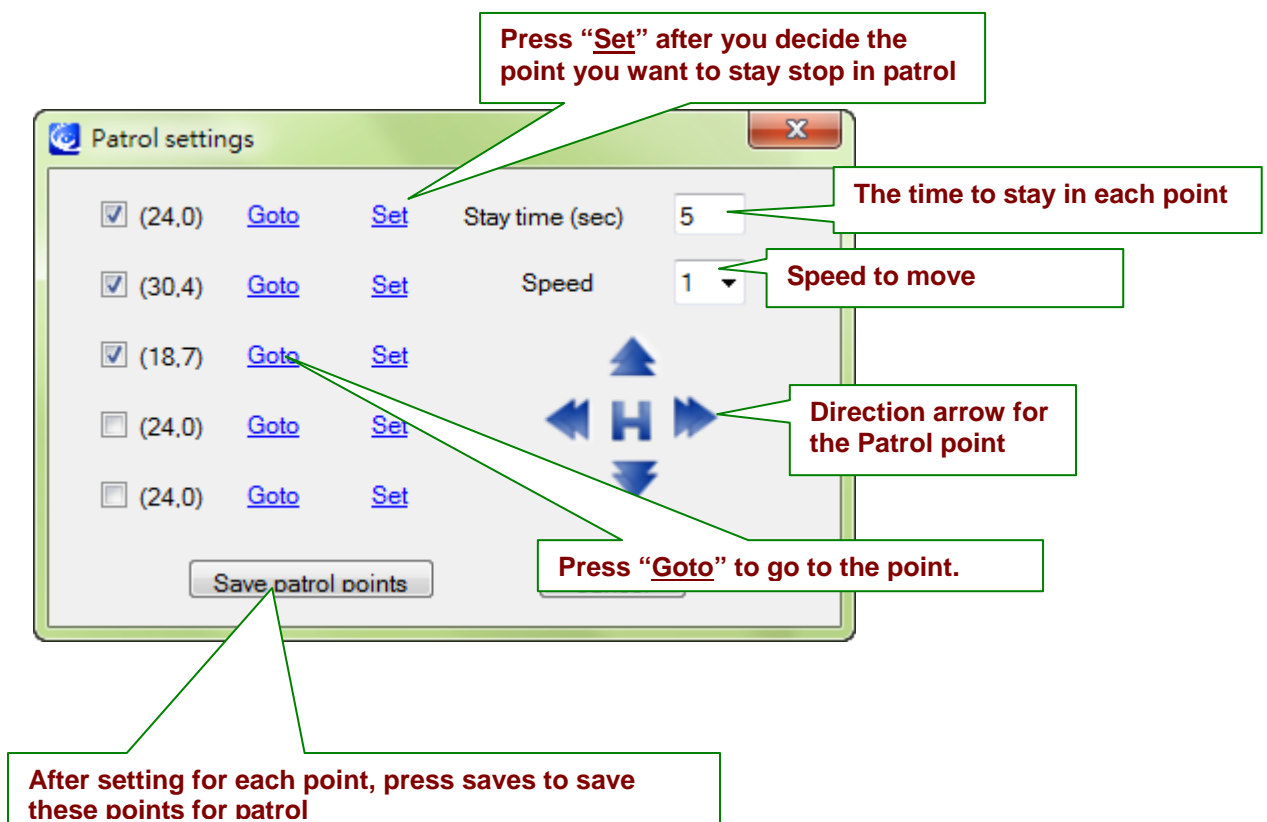 Press “Set” after you decide the
point you want to stay stop in patrol
Patrol settings
(24,0) Goto Set Stay time (sec) 5
The time to stay in each point
(30,4) Goto Set Speed 1
Speed to move
(18,7) Goto Set
H
Direction arrow for
the Patrol point
(24,0) Goto Set
(24,0) Goto Set
Press “Goto” to go to the point.
Save patrol points
After setting for each point, press saves to save
these points for patrol